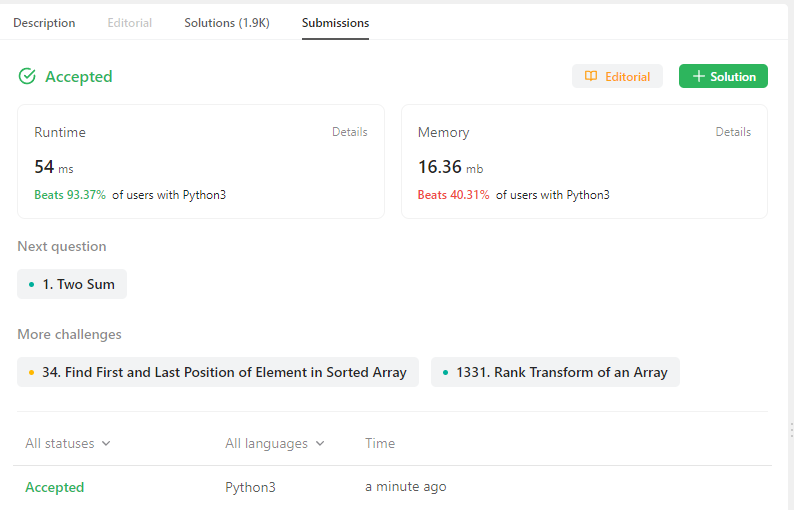 Description Editorial Solutions (1.9K) Submissions
Accepted Editorial Solution
Runtime Details Memory Details
54 ms 16.36 mb
Beats 93.37% of users with Python3 Beats 40.31% of users with Python3
Next question
1. Two Sum
More challenges
34. Find First and Last Position of Element in Sorted Array 1331. Rank Transform of an Array
All statuses All languages Time
Accepted Python3 a minute ago